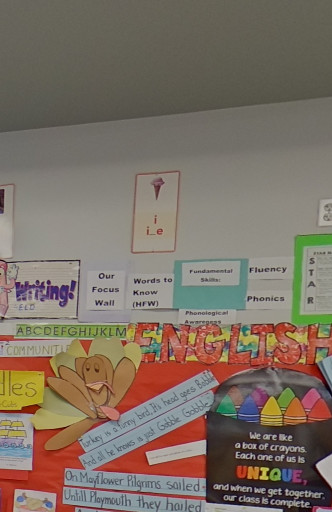 i
i_e
Writing!
ELD
Our
Focus
Wall
Words to
Know
(HFW)
Fundamental
Skills:
Fluency
Phonics
Phonological
Awareness
STAR
ABCDEFGHIJKLM
COMMUNITI
ENGLISH
dles
Turkey is a funny bird, It's head goes Bobble
And all he knows is just Gobble Gobble
On Mayflower Pilgrims sailed
Untill Playmouth they hailed
We are like
a box of crayons.
Each one of us is
UNIQUE,
and when we get together,
our class is complete.